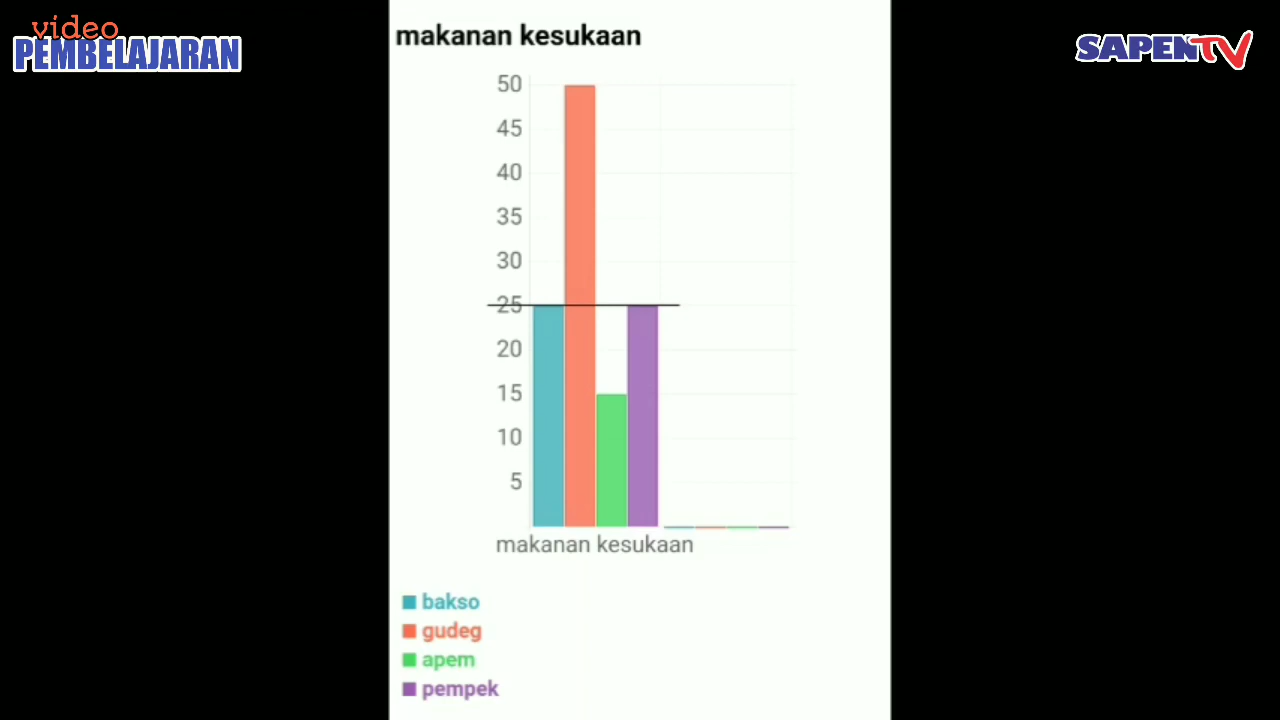 video
PEMBELAJARAN
SAPENTV
makanan kesukaan
50
45
40
35
30
25
20
15
10
5
makanan kesukaan
bakso
gudeg
apem
pempek